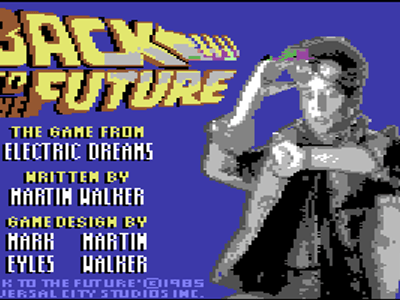 BACK
TO THE FUTURE
THE GAME FROM
ELECTRIC DREAMS
WRITTEN BY
MARTIN WALKER
GAME DESIGN BY
MARK MARTIN
EYLES WALKER
K TO THE FUTURE' © 1985
VERSAL CITY STUDIOS INC.